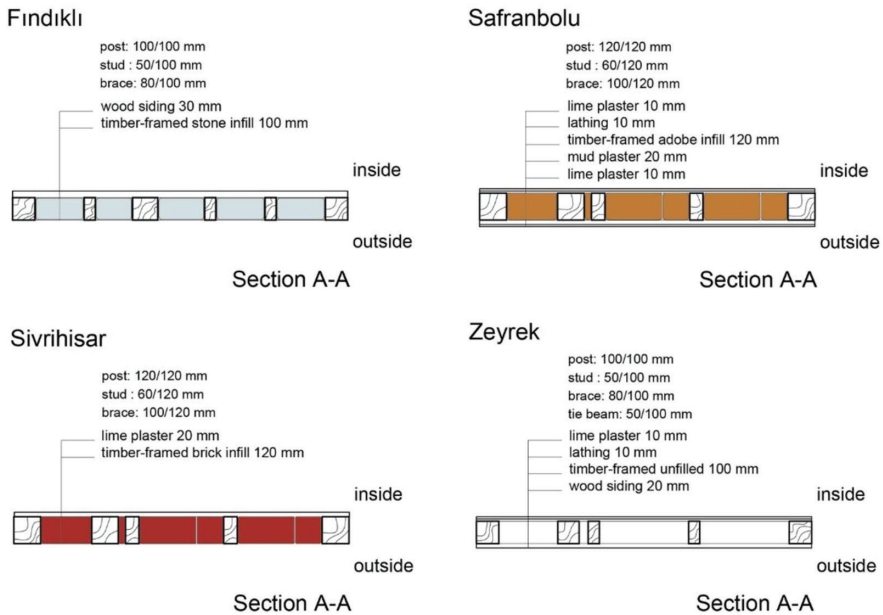 Fındıklı
post: 100/100 mm
stud : 50/100 mm
brace: 80/100 mm
wood siding 30 mm
timber-framed stone infill 100 mm
inside
outside
Section A-A
Safranbolu
post: 120/120 mm
stud : 60/120 mm
brace: 100/120 mm
lime plaster 10 mm
lathing 10 mm
timber-framed adobe infill 120 mm
mud plaster 20 mm
lime plaster 10 mm
inside
outside
Section A-A
Sivrihisar
post: 120/120 mm
stud : 60/120 mm
brace: 100/120 mm
lime plaster 20 mm
timber-framed brick infill 120 mm
inside
outside
Section A-A
Zeyrek
post: 100/100 mm
stud : 50/100 mm
brace: 80/100 mm
tie beam: 50/100 mm
lime plaster 10 mm
lathing 10 mm
timber-framed unfilled 100 mm
wood siding 20 mm
inside
outside
Section A-A